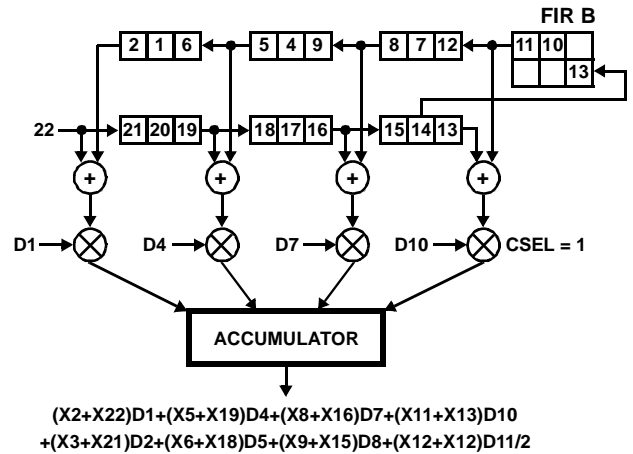 FIR B
2 1 6 5 4 9 8 7 12 11 10
13
22 21 20 19 18 17 16 15 14 13
+ + + +
D1 D4 D7 D10 CSEL = 1
ACCUMULATOR
(X2+X22)D1+(X5+X19)D4+(X8+X16)D7+(X11+X13)D10
+(X3+X21)D2+(X6+X18)D5+(X9+X15)D8+(X12+X12)D11/2